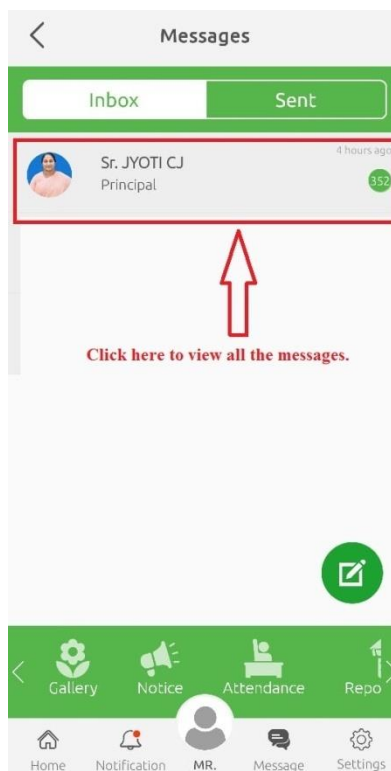 Messages
Inbox Sent
4 hours ago
Sr. JYOTI CJ
352
Principal
Click here to view all the messages.
Gallery Notice Attendance Repo
Home Notification MR. Message Settings